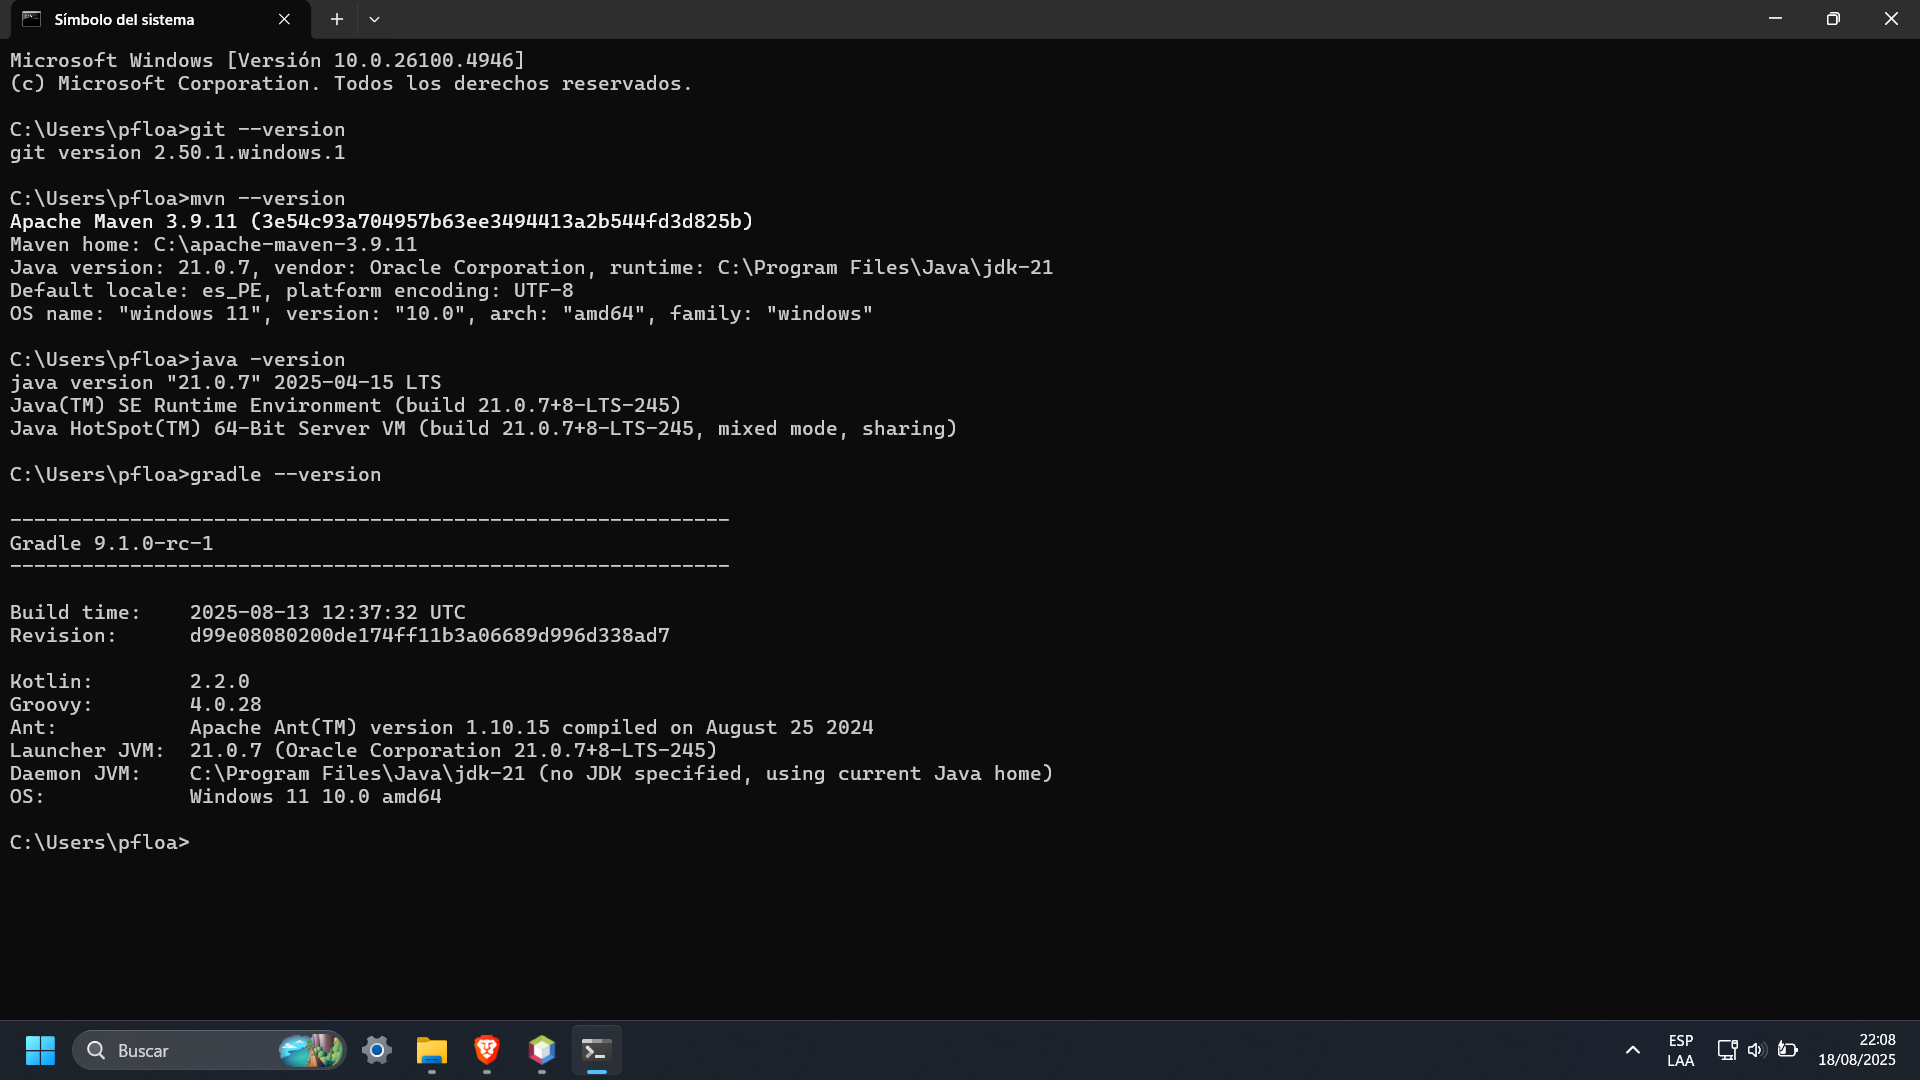 Símbolo del sistema
Microsoft Windows [Versión 10.0.26100.4946]
(c) Microsoft Corporation. Todos los derechos reservados.
C:\Users\pfloa>git --version
git version 2.50.1.windows.1
C:\Users\pfloa>mvn --version
Apache Maven 3.9.11 (3e54c93a704957b63ee3494413a2b544fd3d825b)
Maven home: C:\apache-maven-3.9.11
Java version: 21.0.7, vendor: Oracle Corporation, runtime: C:\Program Files\Java\jdk-21
Default locale: es_PE, platform encoding: UTF-8
OS name: "windows 11", version: "10.0", arch: "amd64", family: "windows"
C:\Users\pfloa>java -version
java version "21.0.7" 2025-04-15 LTS
Java(TM) SE Runtime Environment (build 21.0.7+8-LTS-245)
Java HotSpot(TM) 64-Bit Server VM (build 21.0.7+8-LTS-245, mixed mode, sharing)
C:\Users\pfloa>gradle --version
------------------------------------------------------------
Gradle 9.1.0-rc-1
------------------------------------------------------------
Build time:    2025-08-13 12:37:32 UTC
Revision:      d99e08080200de174ff11b3a06689d996d338ad7
Kotlin:        2.2.0
Groovy:        4.0.28
Ant:           Apache Ant(TM) version 1.10.15 compiled on August 25 2024
Launcher JVM:  21.0.7 (Oracle Corporation 21.0.7+8-LTS-245)
Daemon JVM:    C:\Program Files\Java\jdk-21 (no JDK specified, using current Java home)
OS:            Windows 11 10.0 amd64
C:\Users\pfloa>
Buscar
ESP
LAA
22:08
18/08/2025